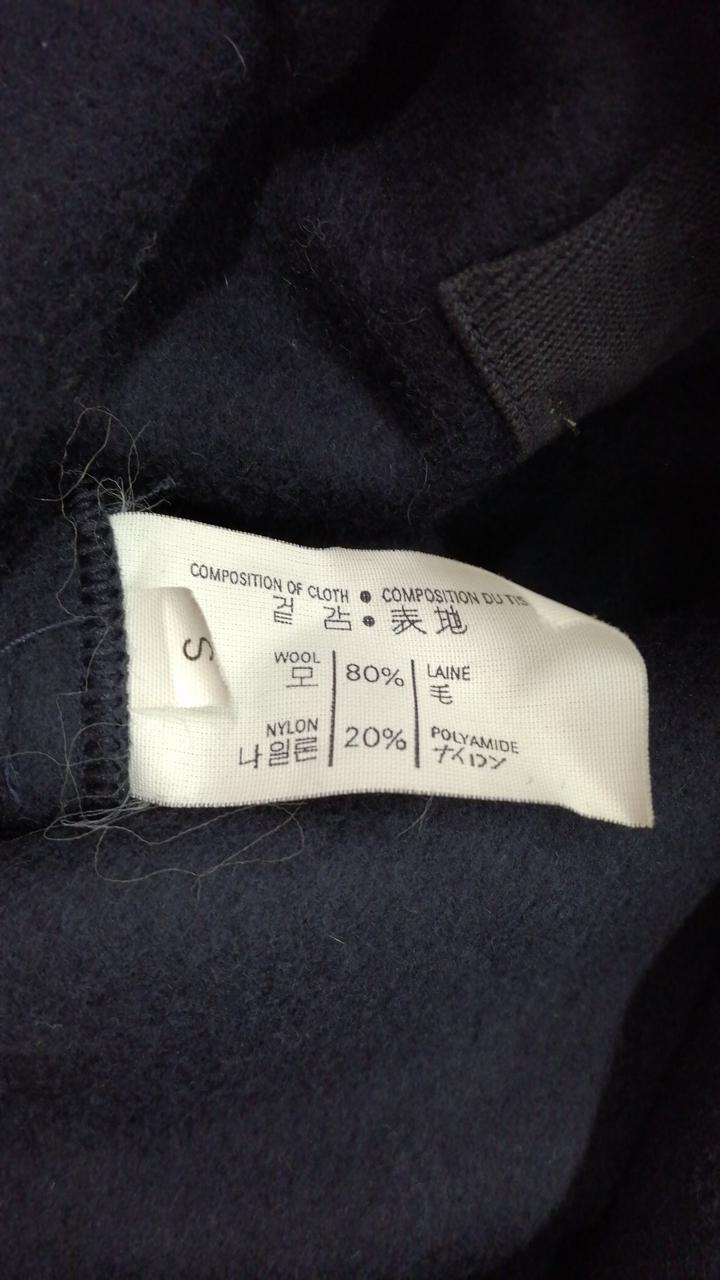 COMPOSITION OF CLOTH ● COMPOSITION DU TIS
겉 감 ● 表地
WOOL 80% LAINE
모 毛
NYLON 20% POLYAMIDE
나일론 ナイロン
S